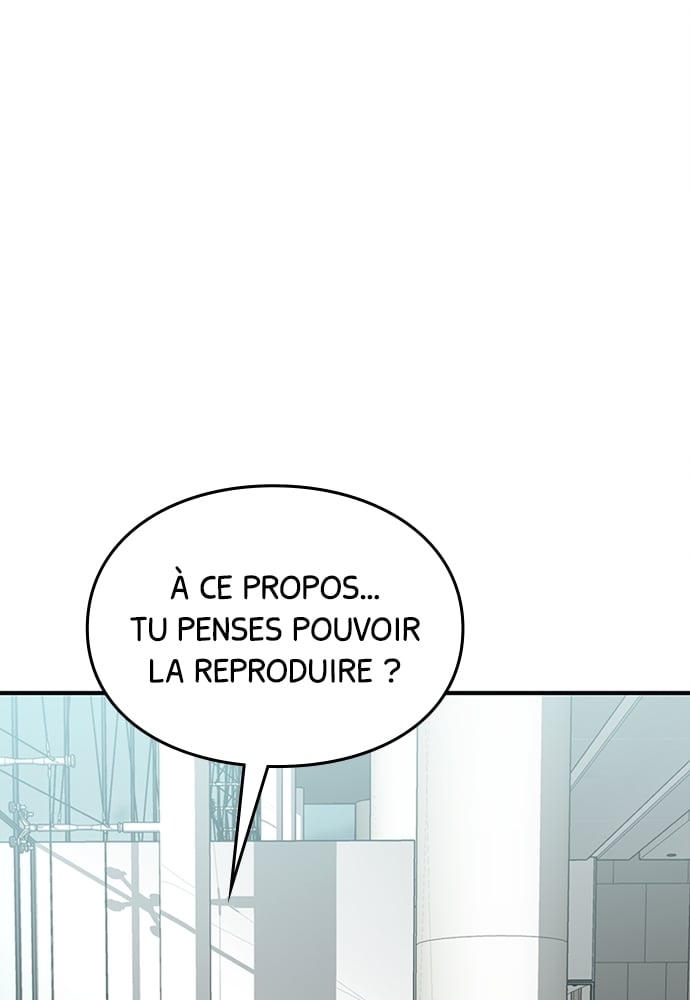 À CE PROPOS...
TU PENSES POUVOIR
LA REPRODUIRE ?